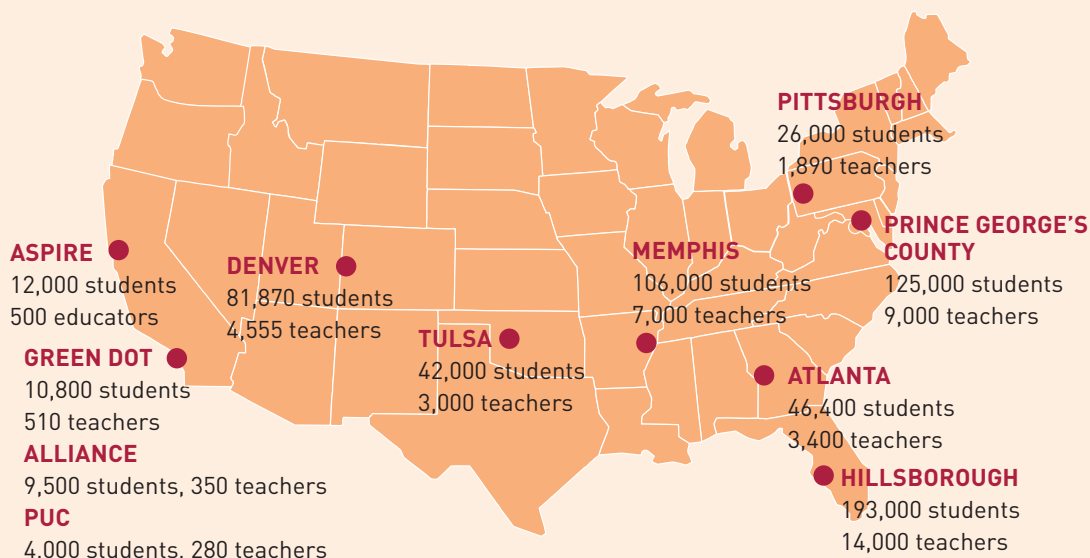 PITTSBURGH
26,000 students
1,890 teachers
PRINCE GEORGE'S
COUNTY
125,000 students
9,000 teachers
ASPIRE
12,000 students
500 educators
DENVER
81,870 students
4,555 teachers
MEMPHIS
106,000 students
7,000 teachers
TULSA
42,000 students
3,000 teachers
GREEN DOT
10,800 students
510 teachers
ATLANTA
46,400 students
3,400 teachers
ALLIANCE
9,500 students, 350 teachers
HILLSBOROUGH
193,000 students
14,000 teachers
PUC
4,000 students, 280 teachers